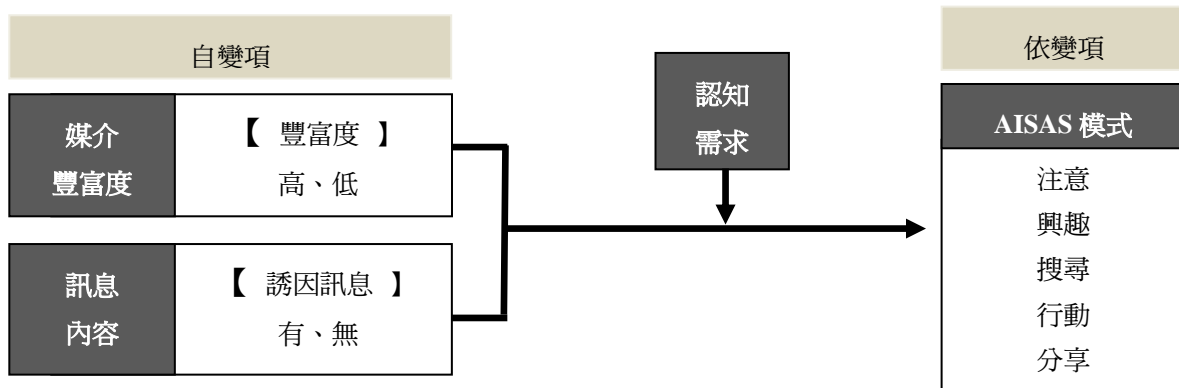 自變項
媒介
豐富度
【 豐富度 】
高、低
訊息
內容
【 誘因訊息 】
有、無
認知
需求
依變項
AISAS 模式
注意
興趣
搜尋
行動
分享